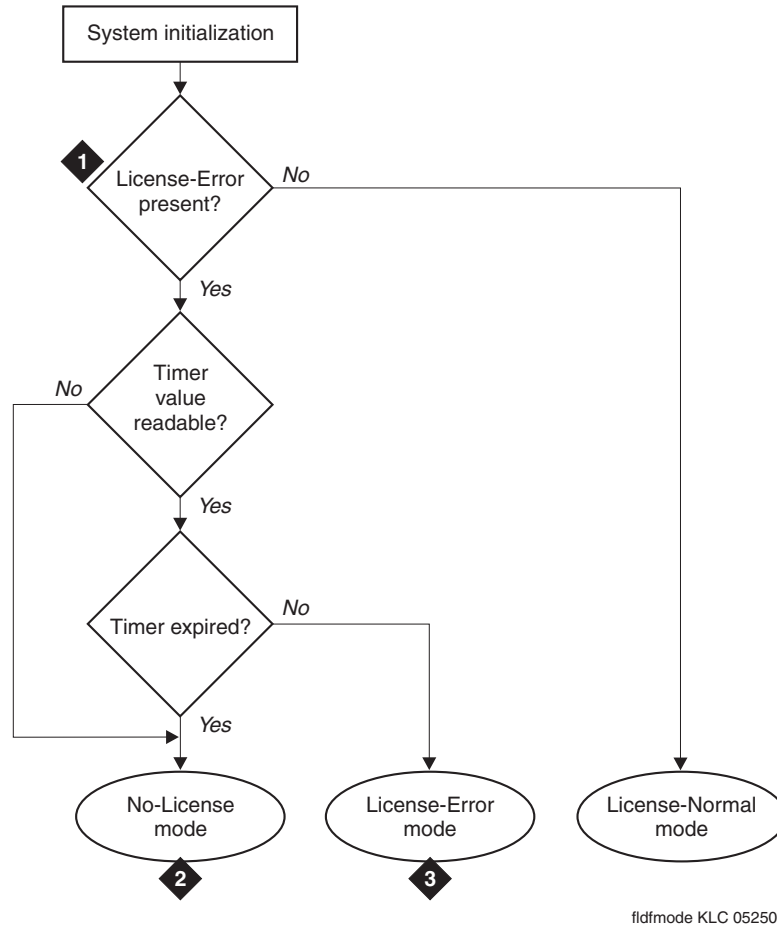 System initialization
1
License-Error
present?
No
Yes
Timer
value
readable?
No
Yes
Timer expired?
No
Yes
No-License
mode
License-Error
mode
License-Normal
mode
2
3
fldfmode KLC 05250